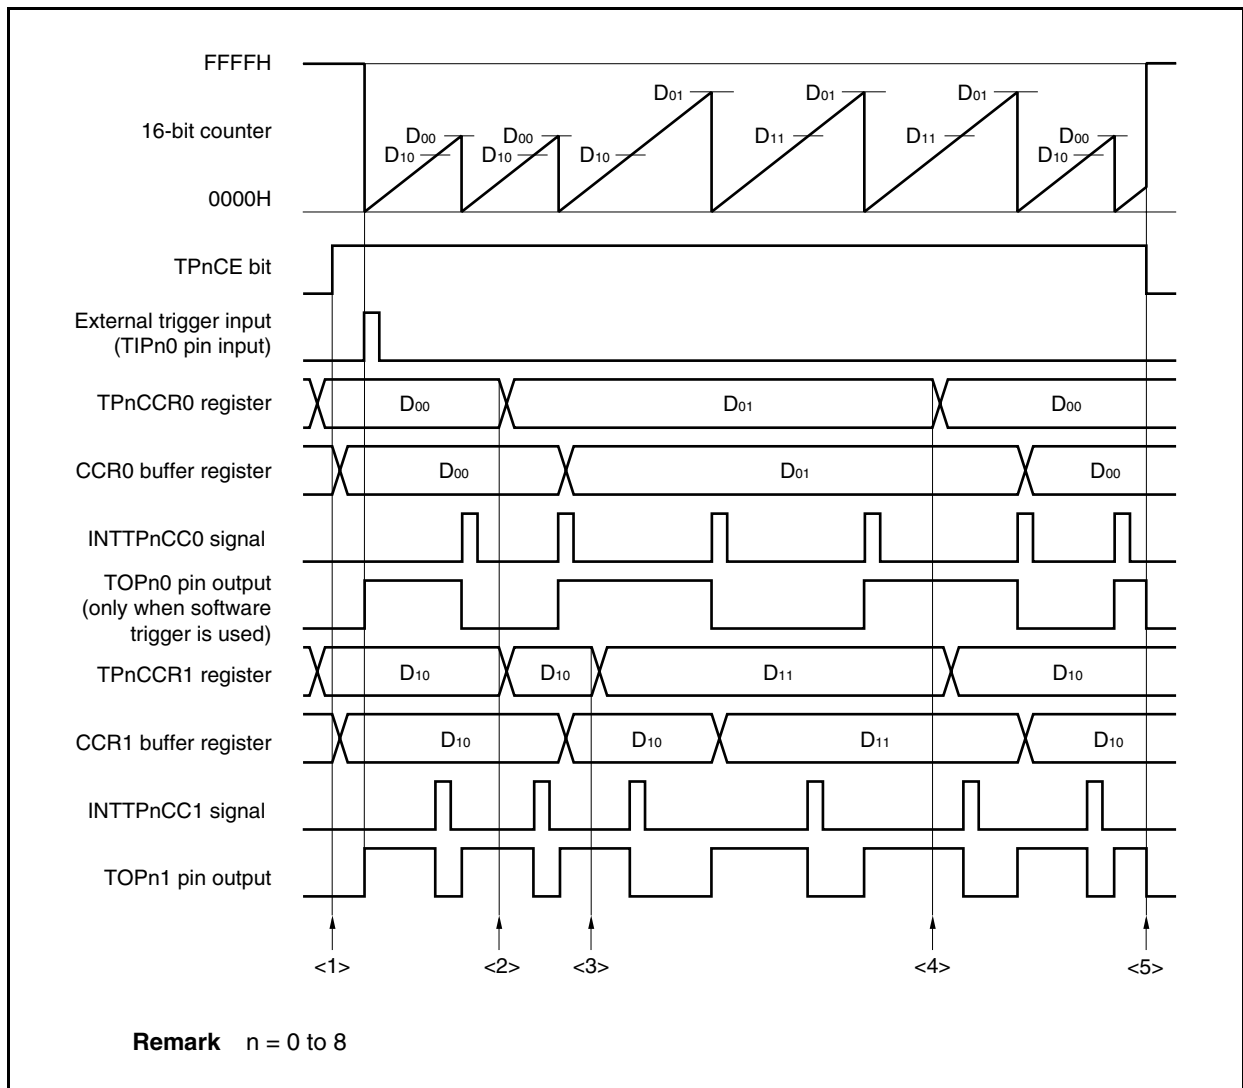 FFFFH
16-bit counter
0000H
D00
D10
D00
D10
D01
D10
D01
D11
D01
D11
D00
D10
TPnCE bit
External trigger input
(TIPn0 pin input)
TPnCCR0 register
D00
D01
D00
CCR0 buffer register
D00
D01
D00
INTTPnCC0 signal
TOPn0 pin output
(only when software
trigger is used)
TPnCCR1 register
D10
D10
D11
D10
CCR1 buffer register
D10
D10
D11
D10
INTTPnCC1 signal
TOPn1 pin output
<1>
<2>
<3>
<4>
<5>
Remark n = 0 to 8